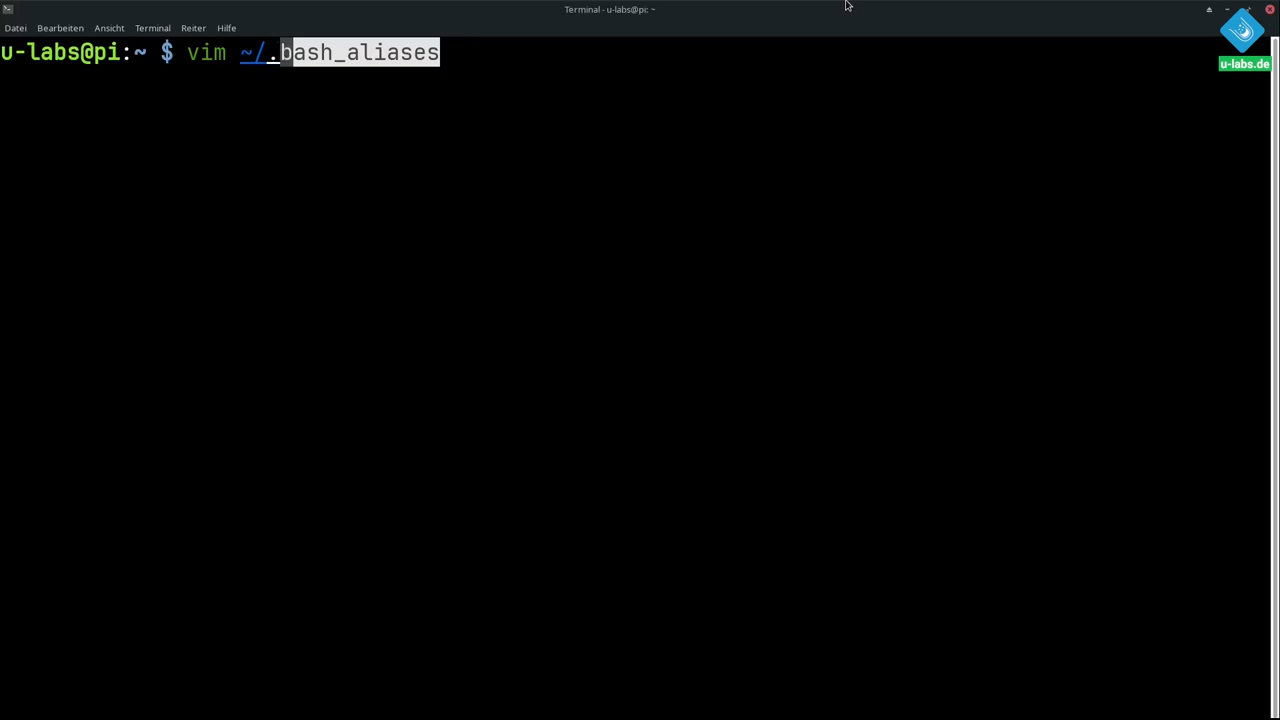 Terminal - u-labs@pi: ~
Datei Bearbeiten Ansicht Terminal Reiter Hilfe
u-labs@pi:~ $ vim ~/.bash_aliases
u-labs.de